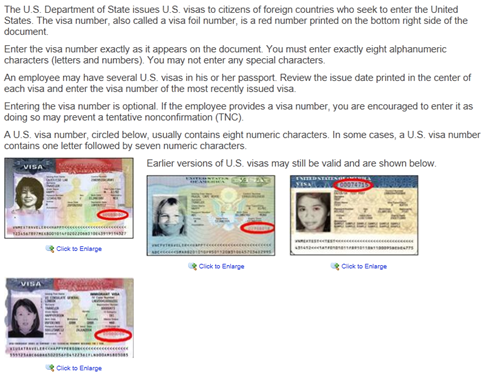 The U.S. Department of State issues U.S. visas to citizens of foreign countries who seek to enter the United
States. The visa number, also called a visa foil number, is a red number printed on the bottom right side of the
document.
Enter the visa number exactly as it appears on the document. You must enter exactly eight alphanumeric
characters (letters and numbers). You may not enter any special characters.
An employee may have several U.S. visas in his or her passport. Review the issue date printed in the center of
each visa and enter the visa number of the most recently issued visa.
Entering the visa number is optional. If the employee provides a visa number, you are encouraged to enter it as
doing so may prevent a tentative nonconfirmation (TNC).
A U.S. visa number, circled below, usually contains eight numeric characters. In some cases, a U.S. visa number
contains one letter followed by seven numeric characters.
Earlier versions of U.S. visas may still be valid and are shown below.
VISA
UNITED STATES
OF AMERICA
VISA
Click to Enlarge
Click to Enlarge
Click to Enlarge
VISA
IMMIGRANT VISA
Click to Enlarge